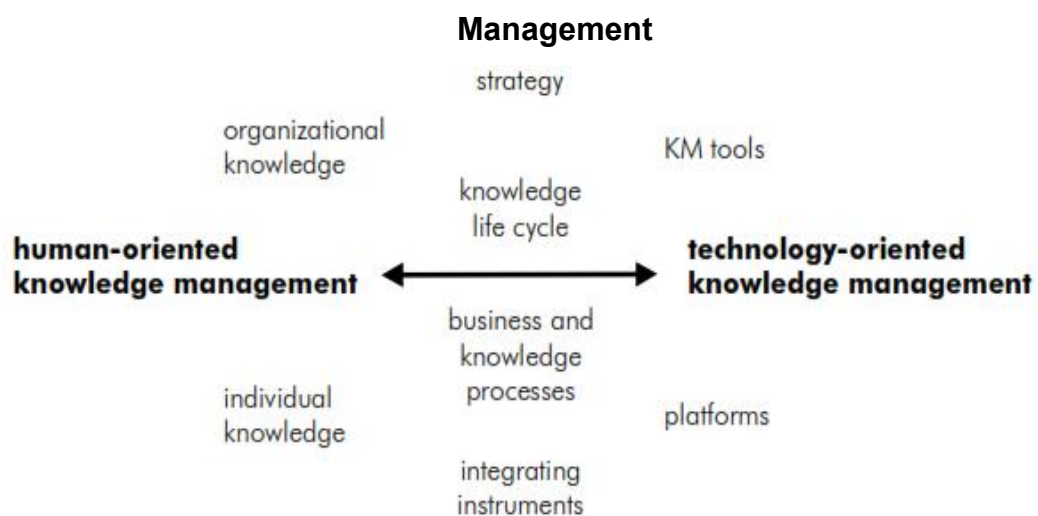 Management
strategy
organizational
knowledge
KM tools
knowledge
life cycle
human-oriented
knowledge management
technology-oriented
knowledge management
business and
knowledge
processes
individual
knowledge
platforms
integrating
instruments